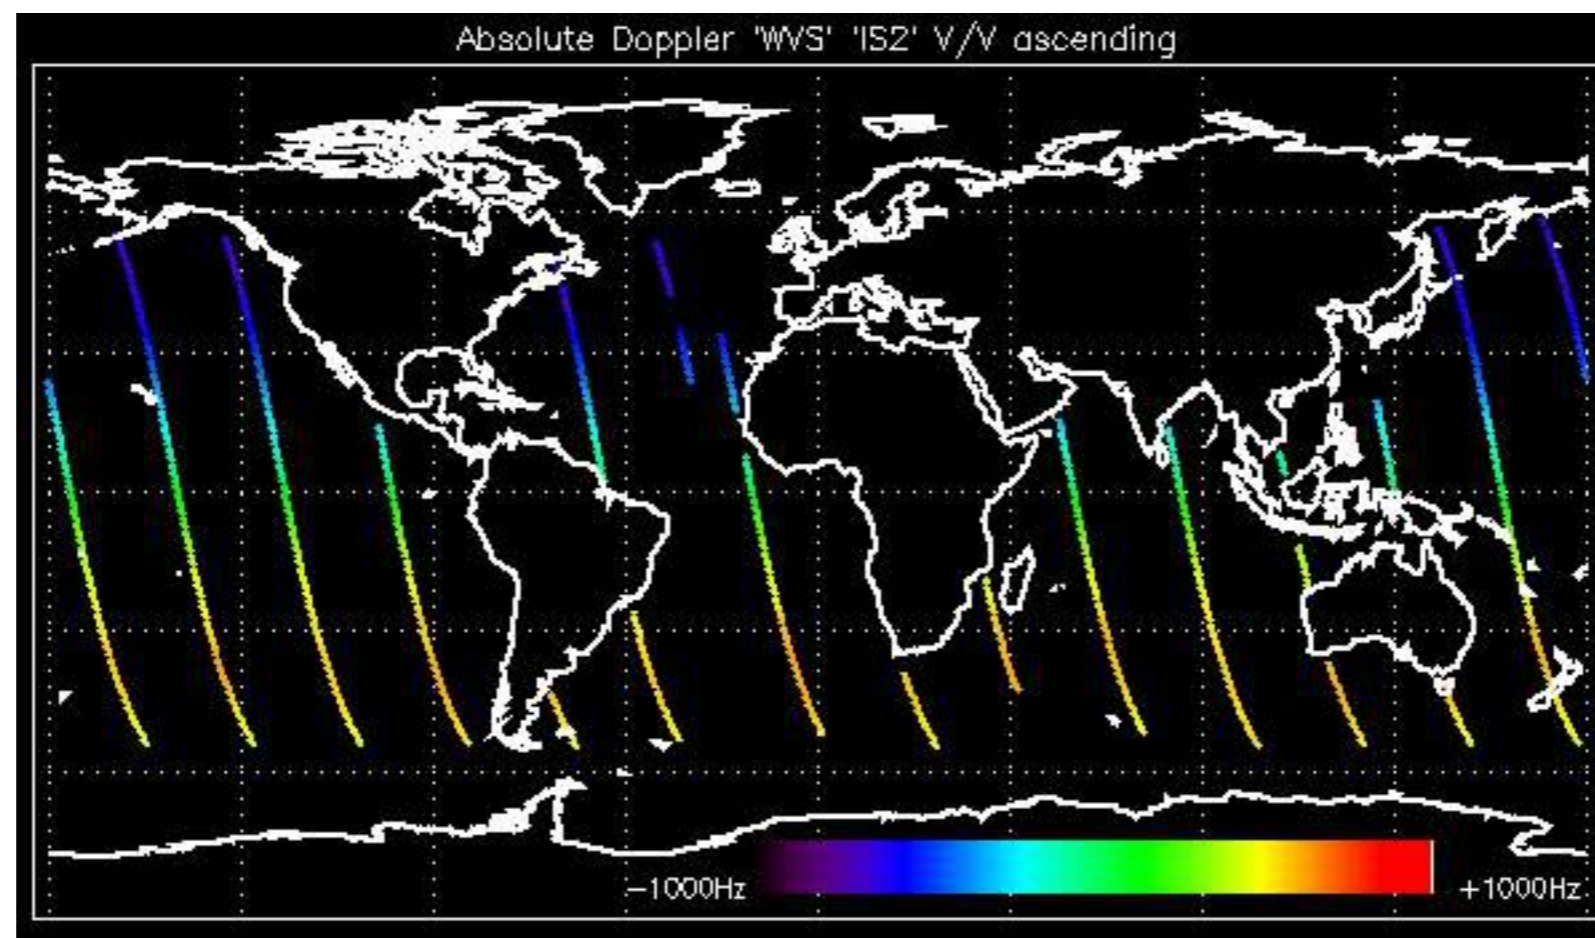 Absolute Doppler 'WVS' 'IS2' V/V ascending
−1000Hz
+1000Hz